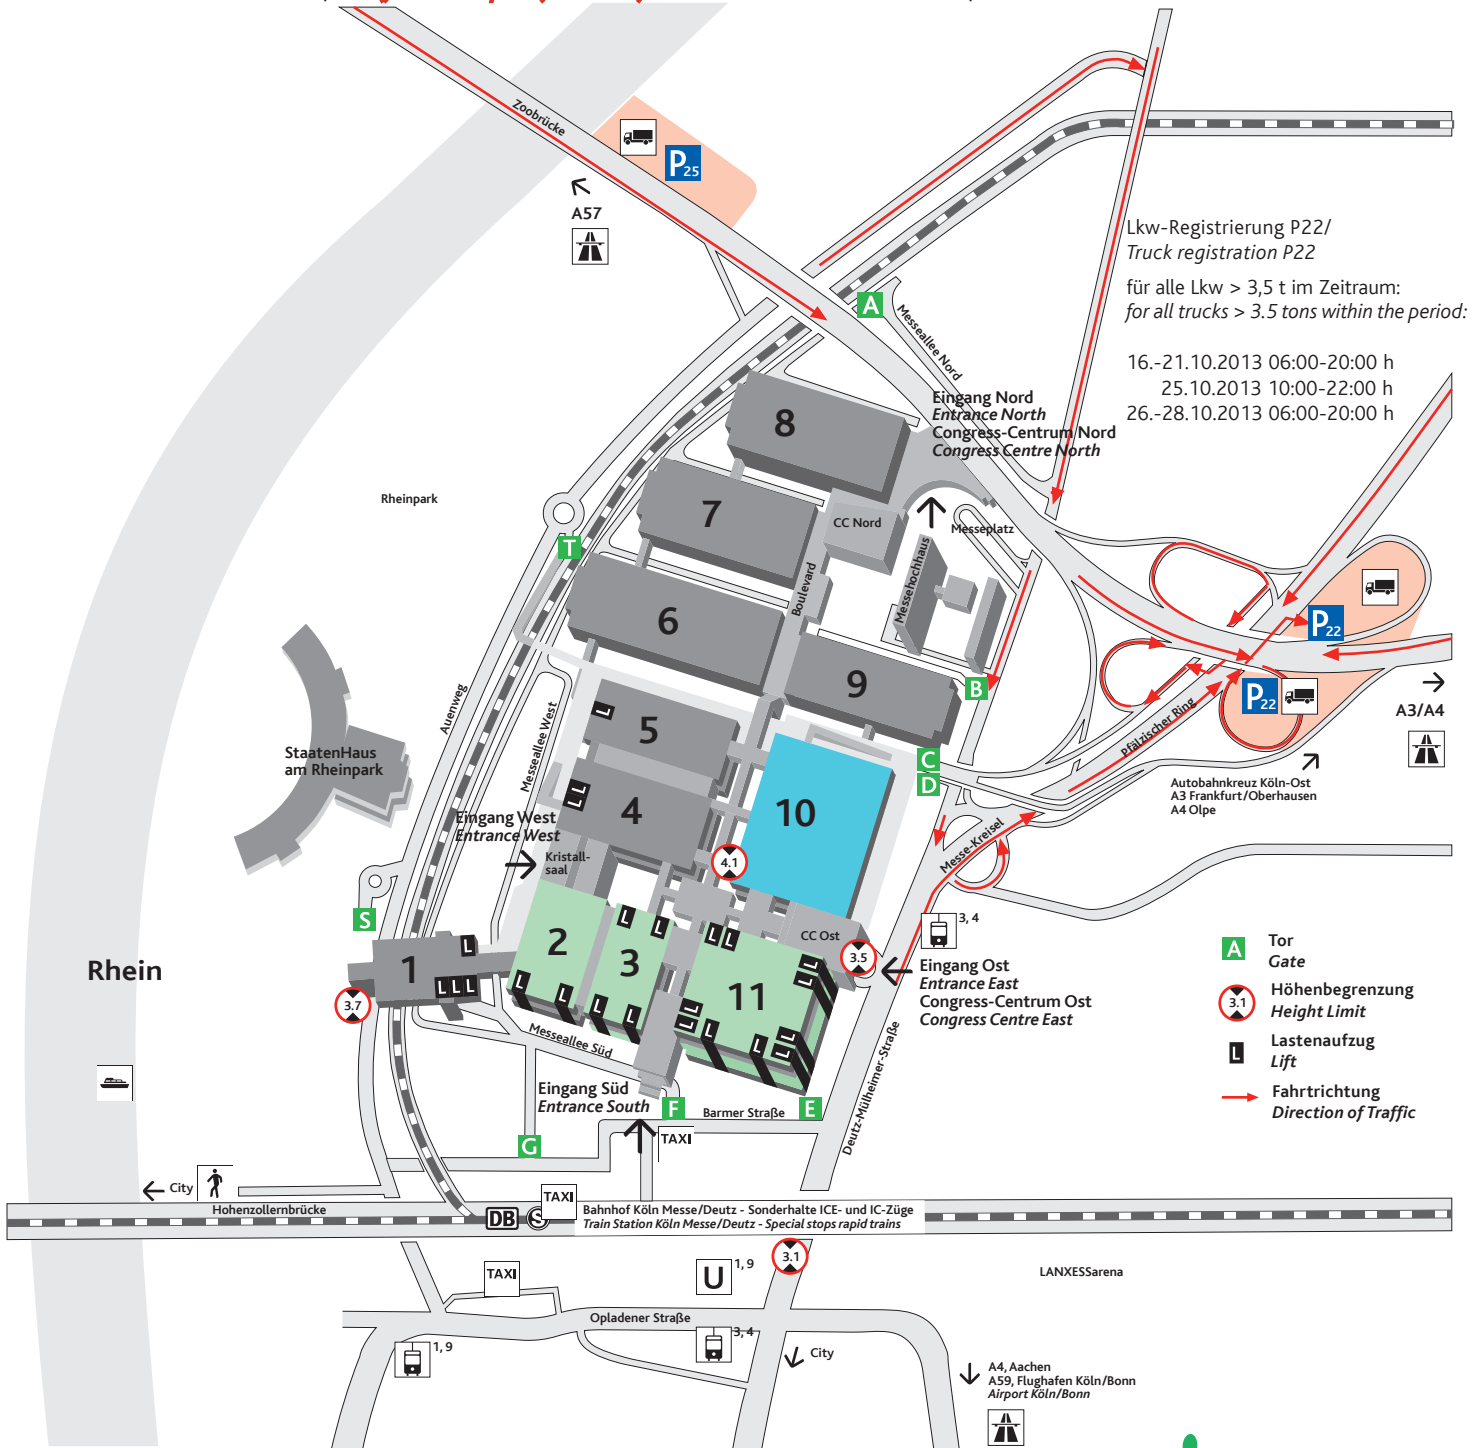 Zoobrücke
P25
A57
Lkw-Registrierung P22/
Truck registration P22
für alle Lkw > 3,5 t im Zeitraum:
for all trucks > 3.5 tons within the period:
16.-21.10.2013 06:00-20:00 h
25.10.2013 10:00-22:00 h
26.-28.10.2013 06:00-20:00 h
A
Messeallee Nord
Eingang Nord
Entrance North
Congress-Centrum Nord
Congress Centre North
8
7
CC Nord
Messeplatz
Rheinpark
T
Messehochhaus
Boulevard
6
9
B
P22
P22
A3/A4
Pfälzischer Ring
Autobahnkreuz Köln-Ost
A3 Frankfurt/Oberhausen
A4 Olpe
Auenweg
Messeallee West
StaatenHaus
am Rheinpark
L
5
C
D
10
L
L
4
Eingang West
Entrance West
Kristall-
saal
4.1
Messe-Kreisel
S
2
L
L
3
L
L
CC Ost
3.5
3, 4
Eingang Ost
Entrance East
Congress-Centrum Ost
Congress Centre East
Rhein
1
L
L
L
L
3.7
L
L
L
L
11
L
L
L
L
L
L
L
L
L
Messeallee Süd
Deutz-Mülheimer-Straße
A
Tor
Gate
3.1
Höhenbegrenzung
Height Limit
L
Lastenaufzug
Lift
Fahrtrichtung
Direction of Traffic
Eingang Süd
Entrance South
F
Barmer Straße
E
G
TAXI
City
Hohenzollernbrücke
DB
S
TAXI
Bahnhof Köln Messe/Deutz - Sonderhalte ICE- und IC-Züge
Train Station Köln Messe/Deutz - Special stops rapid trains
3.1
TAXI
U
1, 9
LANXESSarena
Opladener Straße
1, 9
3, 4
City
A4, Aachen
A59, Flughafen Köln/Bonn
Airport Köln/Bonn